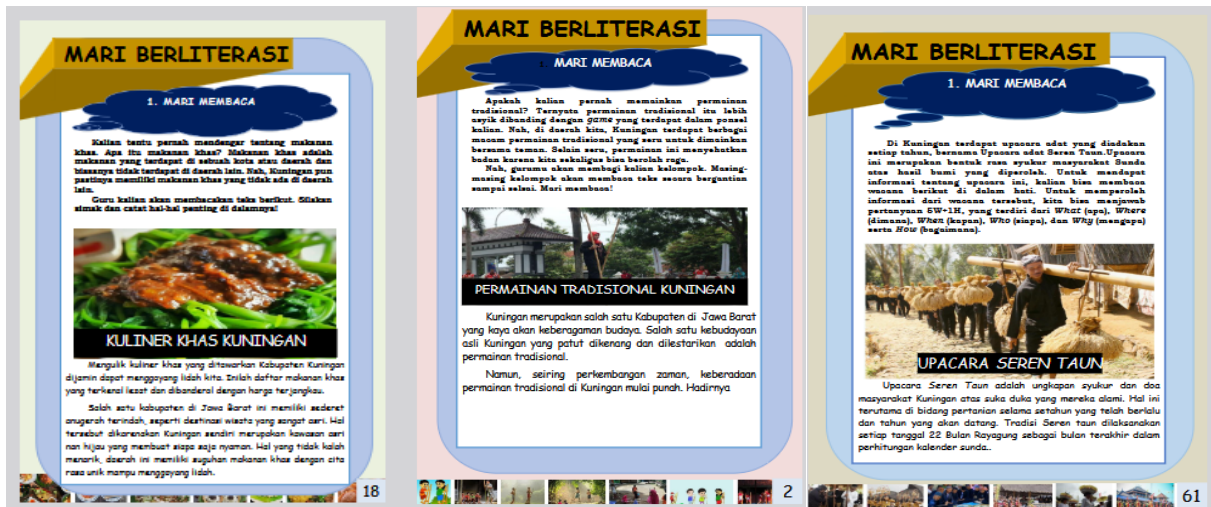 MARI BERLITERASI
1. MARI MEMBACA
Kalian tentu pernah mendengar tentang makanan
khas. Apa itu makanan khas? Makanan khas adalah
makanan yang terdapat di sebuah kota atau daerah dan
biasanya tidak terdapat di daerah lain. Nah, Kuningan pun
pastinya memiliki makanan khas yang tidak ada di daerah
lain.
Guru kalian akan membacakan teks berikut. Silakan
simak dan catat hal-hal penting di dalamnya!
KULINER KHAS KUNINGAN
Mengulik kuliner khas yang ditawarkan Kabupaten Kuningan
dijamin dapat menggoyang lidah kita. Inilah daftar makanan khas
yang terkenal lezat dan dibanderol dengan harga terjangkau.
Salah satu kabupaten di Jawa Barat ini memiliki sederet
anugerah terindah, seperti destinasi wisata yang sangat asri. Hal
tersebut dikarenakan Kuningan sendiri merupakan kawasan asri
nan hijau yang membuat siapa saja nyaman. Hal yang tidak kalah
menarik, daerah ini memiliki suguhan makanan khas dengan cita
rasa unik mampu menggoyang lidah.
18
MARI BERLITERASI
1. MARI MEMBACA
Apakah kalian pernah memainkan permainan
tradisional? Ternyata permainan tradisional itu lebih
asyik dibanding dengan game yang terdapat dalam ponsel
kalian. Nah, di daerah kita, Kuningan terdapat berbagai
macam permainan tradisional yang seru untuk dimainkan
bersama teman. Selain seru, permainan ini menyehatkan
badan karena kita sekaligus bisa berolah raga.
Nah, gurumu akan membagi kalian kelompok. Masing-
masing kelompok akan membaca teks secara bergantian
sampai selsai. Mari membaca!
PERMAINAN TRADISIONAL KUNINGAN
Kuningan merupakan salah satu Kabupaten di Jawa Barat
yang kaya akan keberagaman budaya. Salah satu kebudayaan
asli Kuningan yang patut dikenang dan dilestarikan adalah
permainan tradisional.
Namun, seiring perkembangan zaman, keberadaan
permainan tradisional di Kuningan mulai punah. Hadirnya
2
MARI BERLITERASI
1. MARI MEMBACA
Di Kuningan terdapat upacara adat yang diadakan
setiap tahun, bernama Upacara Adat Seren Taun.Upacara
ini merupakan bentuk rasa syukur masyarakat Sunda
atas hasil bumi yang diperoleh. Untuk mendapat
informasi tentang upacara ini, kalian bisa membaca
wacana berikut di dalam hati. Untuk memperoleh
informasi dari wacana tersebut, kita bisa menjawab
pertanyaan 5W+1H, yang terdiri dari What (apa), Where
(dimana), When (kapan), Who (siapa), dan Why (mengapa)
serta How (bagaimana).
UPACARA SEREN TAUN
Upacara Seren Taun adalah ungkapan syukur dan doa
masyarakat Kuningan atas suka duka yang mereka alami. Hal ini
terutama di bidang pertanian selama setahun yang telah berlalu
dan tahun yang akan datang. Tradisi Seren taun dilaksanakan
setiap tanggal 22 Bulan Rayagung sebagai bulan terakhir dalam
perhitungan kalender sunda..
61